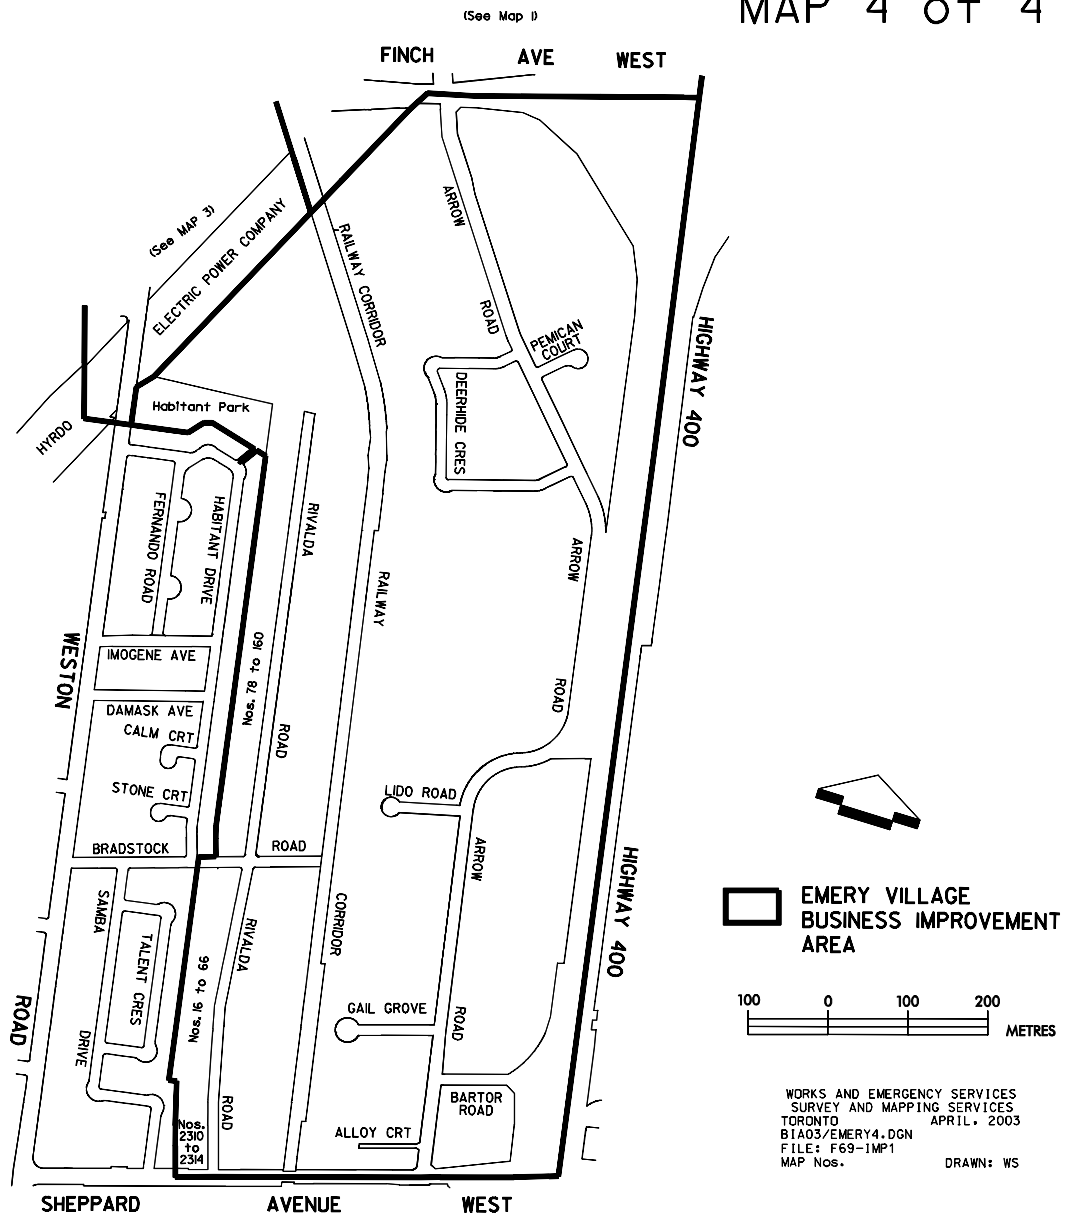 (See Map 1)
MAP 4 OT 4
FINCH AVE WEST
(See MAP 3)
ELECTRIC POWER COMPANY
RAILWAY CORRIDOR
ARROW
ROAD
PEMICAN
COURT
HIGHWAY 400
DEERHIDE CRES
Habitant Park
HYRDO
FERNANDO ROAD
HABITANT DRIVE
RIVALDA
RAILWAY
ARROW
WESTON
IMOGENE AVE
Nos. 78 to 160
ROAD
ROAD
DAMASK AVE
CALM CRT
STONE CRT
LIDO ROAD
BRADSTOCK
ROAD
ARROW
HIGHWAY 400
SAMBA
TALENT CRES
RIVALDA
CORRIDOR
EMERY VILLAGE
BUSINESS IMPROVEMENT
AREA
Nos. 16 to 66
ROAD
DRIVE
GAIL GROVE
ROAD
100 0 100 200
METRES
BARTOR
ROAD
ROAD
ALLOY CRT
Nos.
2310
to
2314
WORKS AND EMERGENCY SERVICES
SURVEY AND MAPPING SERVICES
TORONTO APRIL, 2003
BIA03/EMERY4.DGN
FILE: F69-IMP1
MAP Nos. DRAWN: WS
SHEPPARD AVENUE WEST